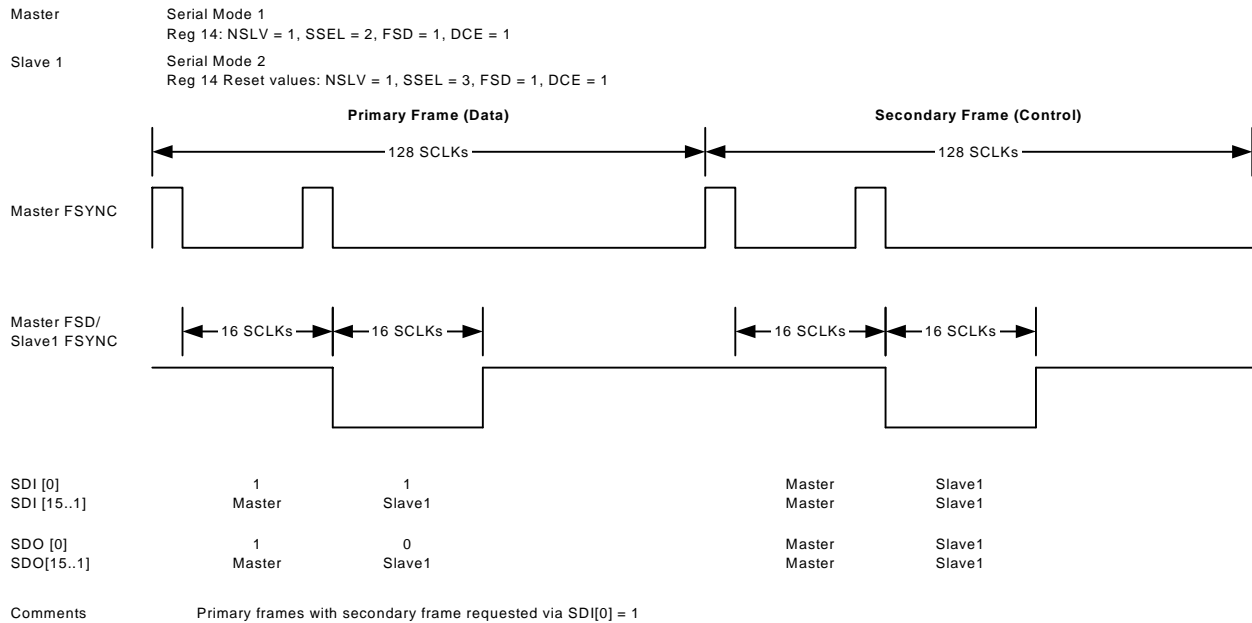 Master Serial Mode 1
Reg 14: NSLV = 1, SSEL = 2, FSD = 1, DCE = 1
Slave 1 Serial Mode 2
Reg 14 Reset values: NSLV = 1, SSEL = 3, FSD = 1, DCE = 1
Primary Frame (Data) Secondary Frame (Control)
128 SCLKs 128 SCLKs
Master FSYNC
Master FSD/
Slave1 FSYNC
16 SCLKs 16 SCLKs 16 SCLKs 16 SCLKs
SDI [0] 1 1 Master Slave1
SDI [15..1] Master Slave1 Master Slave1
SDO [0] 1 0 Master Slave1
SDO[15..1] Master Slave1 Master Slave1
Comments Primary frames with secondary frame requested via SDI[0] = 1